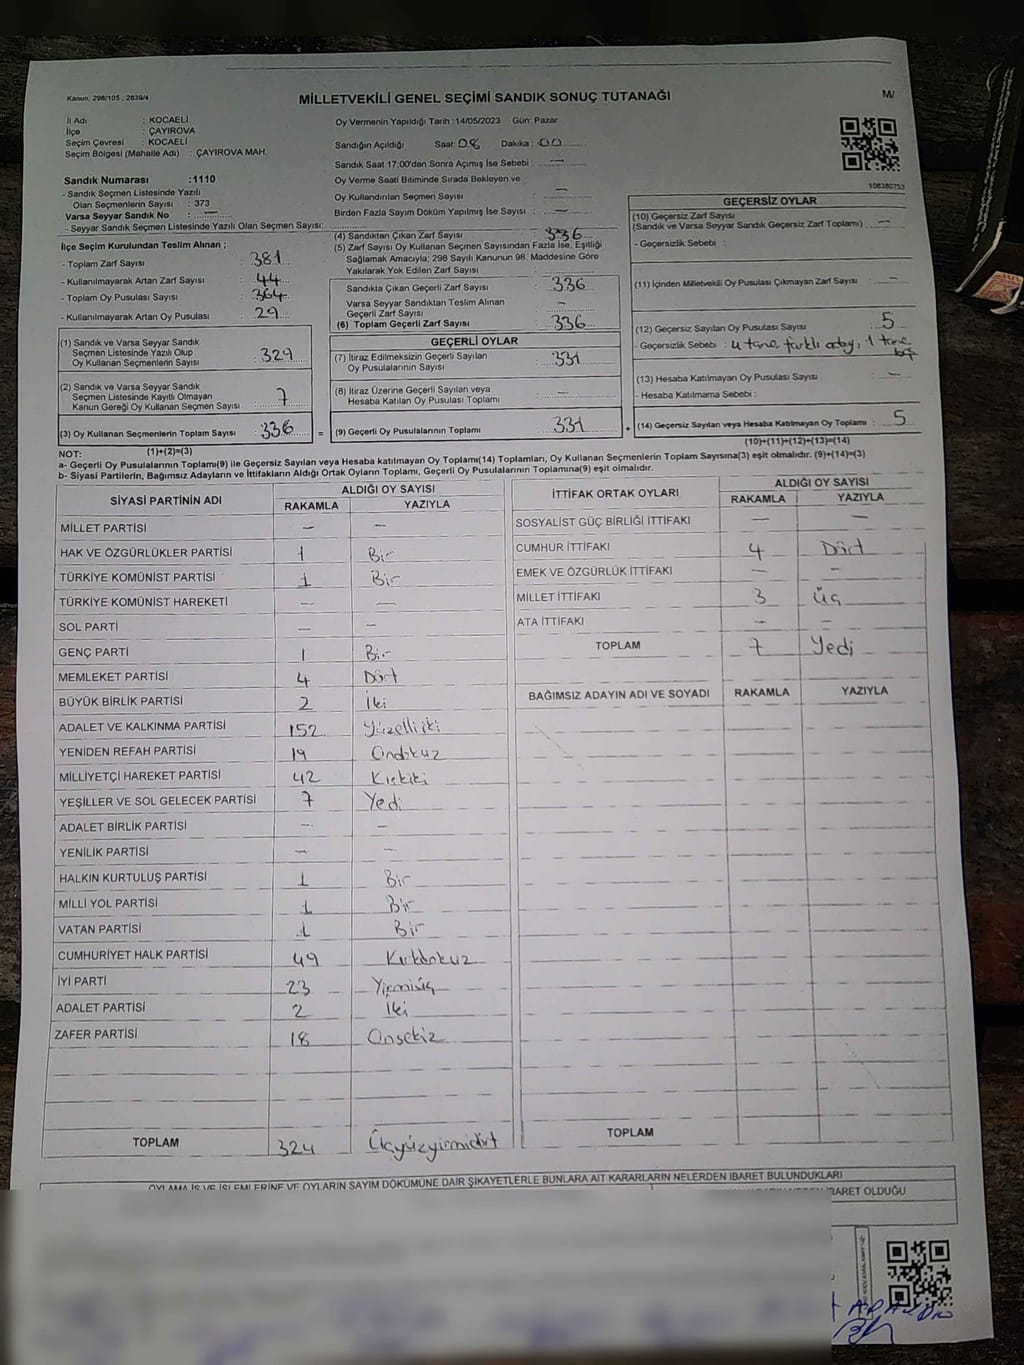 Kanun: 298/105 , 2839/4
MİLLETVEKİLİ GENEL SEÇİMİ SANDIK SONUÇ TUTANAĞI
M/
İl Adı : KOCAELİ
İlçe : ÇAYIROVA
Seçim Çevresi : KOCAELİ
Seçim Bölgesi (Mahalle Adı) : ÇAYIROVA MAH.
Oy Vermenin Yapıldığı Tarih :14/05/2023 Gün: Pazar
Sandığın Açıldığı Saat: 08 Dakika: 00
Sandık Saat 17:00'den Sonra Açımış İse Sebebi : —
Oy Verme Saati Bitiminde Sırada Bekleyen ve
Oy Kullandırılan Seçmen Sayısı : —
Birden Fazla Sayım Döküm Yapılmış İse Sayısı : —
108380753
Sandık Numarası :1110
- Sandık Seçmen Listesinde Yazılı
Olan Seçmenlerin Sayısı : 373
Varsa Seyyar Sandık No : —
- Seyyar Sandık Seçmen Listesinde Yazılı Olan Seçmen Sayısı:
İlçe Seçim Kurulundan Teslim Alınan ;
- Toplam Zarf Sayısı : 381
- Kullanılmayarak Artan Zarf Sayısı : 44
- Toplam Oy Pusulası Sayısı : 364
- Kullanılmayarak Artan Oy Pusulası : 29
(1) Sandık ve Varsa Seyyar Sandık
Seçmen Listesinde Yazılı Olup
Oy Kullanan Seçmenlerin Sayısı : 329
(2) Sandık ve Varsa Seyyar Sandık
Seçmen Listesinde Kayıtlı Olmayan
Kanun Gereği Oy Kullanan Seçmen Sayısı : 7
(3) Oy Kullanan Seçmenlerin Toplam Sayısı : 336
(1)+(2)=(3)
(4) Sandıktan Çıkan Zarf Sayısı : 336
(5) Zarf Sayısı Oy Kullanan Seçmen Sayısından Fazla İse, Eşitliği
Sağlamak Amacıyla; 298 Sayılı Kanunun 98. Maddesine Göre
Yakılarak Yok Edilen Zarf Sayısı :
Sandıkta Çıkan Geçerli Zarf Sayısı : 336
Varsa Seyyar Sandıktan Teslim Alınan
Geçerli Zarf Sayısı : —
(6) Toplam Geçerli Zarf Sayısı : 336
GEÇERLİ OYLAR
(7) İtiraz Edilmeksizin Geçerli Sayılan
Oy Pusulalarının Sayısı : 331
(8) İtiraz Üzerine Geçerli Sayılan veya
Hesaba Katılan Oy Pusulası Toplamı : —
= (9) Geçerli Oy Pusulalarının Toplamı : 331 +
GEÇERSİZ OYLAR
(10) Geçersiz Zarf Sayısı
(Sandık ve Varsa Seyyar Sandık Geçersiz Zarf Toplamı) : —
- Geçersizlik Sebebi :
(11) İçinden Milletvekili Oy Pusulası Çıkmayan Zarf Sayısı : —
(12) Geçersiz Sayılan Oy Pusulası Sayısı : 5
- Geçersizlik Sebebi : 4 tane farklı aday, 1 tane
boş
(13) Hesaba Katılmayan Oy Pusulası Sayısı : —
- Hesaba Katılmama Sebebi :
(14) Geçersiz Sayılan veya Hesaba Katılmayan Oy Toplamı : 5
(10)+(11)+(12)+(13)=(14)
NOT:
a- Geçerli Oy Pusulalarının Toplamı(9) ile Geçersiz Sayılan veya Hesaba katılmayan Oy Toplamı(14) Toplamları, Oy Kullanan Seçmenlerin Toplam Sayısına(3) eşit olmalıdır. (9)+(14)=(3)
b- Siyasi Partilerin, Bağımsız Adayların ve İttifakların Aldığı Ortak Oyların Toplamı, Geçerli Oy Pusulalarının Toplamına(9) eşit olmalıdır.
SİYASİ PARTİNİN ADI ALDIĞI OY SAYISI
RAKAMLA YAZIYLA
MİLLET PARTİSİ — —
HAK VE ÖZGÜRLÜKLER PARTİSİ 1 Bir
TÜRKİYE KOMÜNİST PARTİSİ 1 Bir
TÜRKİYE KOMÜNİST HAREKETİ — —
SOL PARTİ — —
GENÇ PARTİ 1 Bir
MEMLEKET PARTİSİ 4 Dört
BÜYÜK BİRLİK PARTİSİ 2 İki
ADALET VE KALKINMA PARTİSİ 152 Yüzelliiki
YENİDEN REFAH PARTİSİ 19 Ondokuz
MİLLİYETÇİ HAREKET PARTİSİ 42 Kırkiki
YEŞİLLER VE SOL GELECEK PARTİSİ 7 Yedi
ADALET BİRLİK PARTİSİ — —
YENİLİK PARTİSİ — —
HALKIN KURTULUŞ PARTİSİ 1 Bir
MİLLİ YOL PARTİSİ 1 Bir
VATAN PARTİSİ 1 Bir
CUMHURİYET HALK PARTİSİ 49 Kırkdokuz
İYİ PARTİ 23 Yirmiüç
ADALET PARTİSİ 2 İki
ZAFER PARTİSİ 18 Onsekiz
TOPLAM 324 Üçyüzyirmidört
İTTİFAK ORTAK OYLARI ALDIĞI OY SAYISI
RAKAMLA YAZIYLA
SOSYALİST GÜÇ BİRLİĞİ İTTİFAKI — —
CUMHUR İTTİFAKI 4 Dört
EMEK VE ÖZGÜRLÜK İTTİFAKI — —
MİLLET İTTİFAKI 3 Üç
ATA İTTİFAKI — —
TOPLAM 7 Yedi
BAĞIMSIZ ADAYIN ADI VE SOYADI RAKAMLA YAZIYLA
TOPLAM
OYLAMA İŞ VE İŞLEMLERİNE VE OYLARIN SAYIM DÖKÜMÜNE DAİR ŞİKAYETLERLE BUNLARA AİT KARARLARIN NELERDEN İBARET BULUNDUKLARI
İBARET OLDUĞU